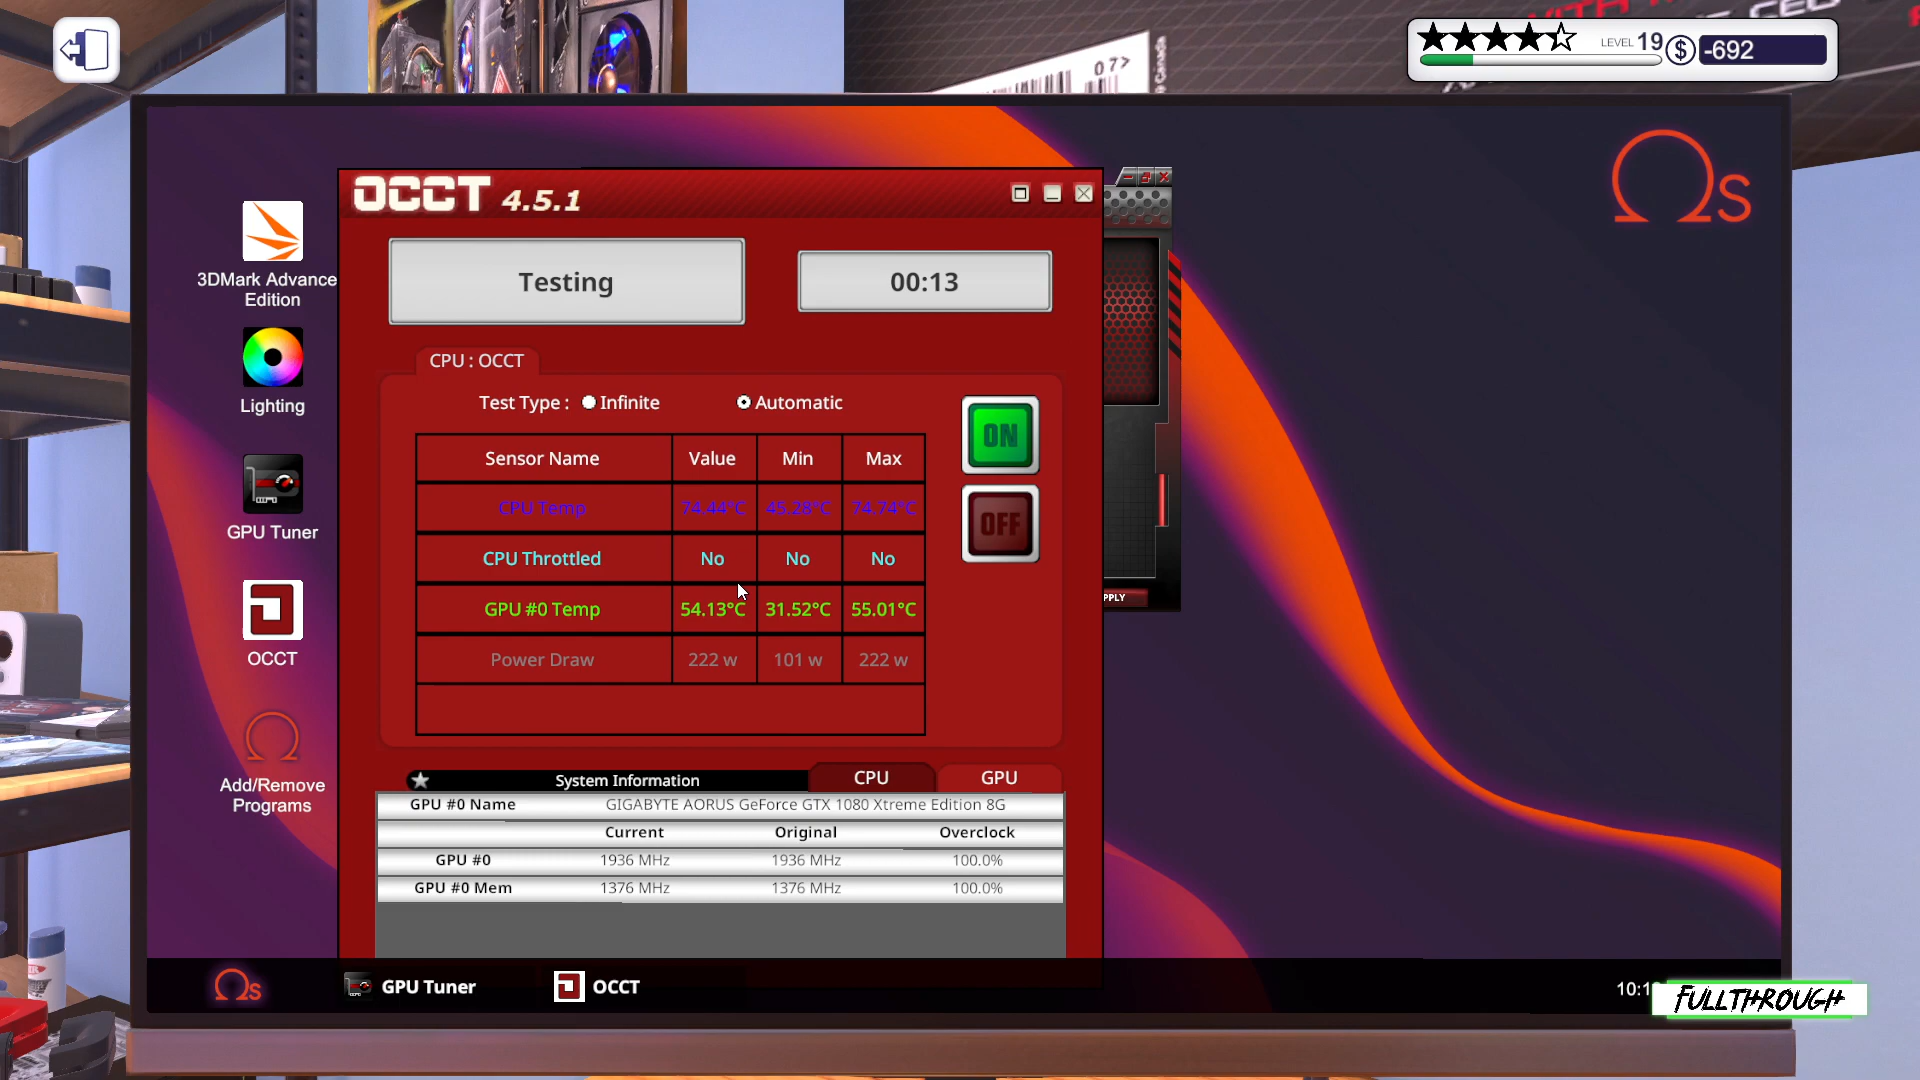 LEVEL 19
$ -692
07>
Canada
Ωs
OCCT 4.5.1
Testing
00:13
CPU : OCCT
Test Type : Infinite Automatic
ON
OFF
Sensor Name Value Min Max
CPU Temp 74.44°C 45.28°C 74.74°C
CPU Throttled No No No
GPU #0 Temp 54.13°C 31.52°C 55.01°C
Power Draw 222 w 101 w 222 w
System Information CPU GPU
GPU #0 Name GIGABYTE AORUS GeForce GTX 1080 Xtreme Edition 8G
Current Original Overclock
GPU #0 1936 MHz 1936 MHz 100.0%
GPU #0 Mem 1376 MHz 1376 MHz 100.0%
3DMark Advance
Edition
Lighting
GPU Tuner
OCCT
Add/Remove
Programs
PPLY
Ωs GPU Tuner OCCT
FULLTHROUGH